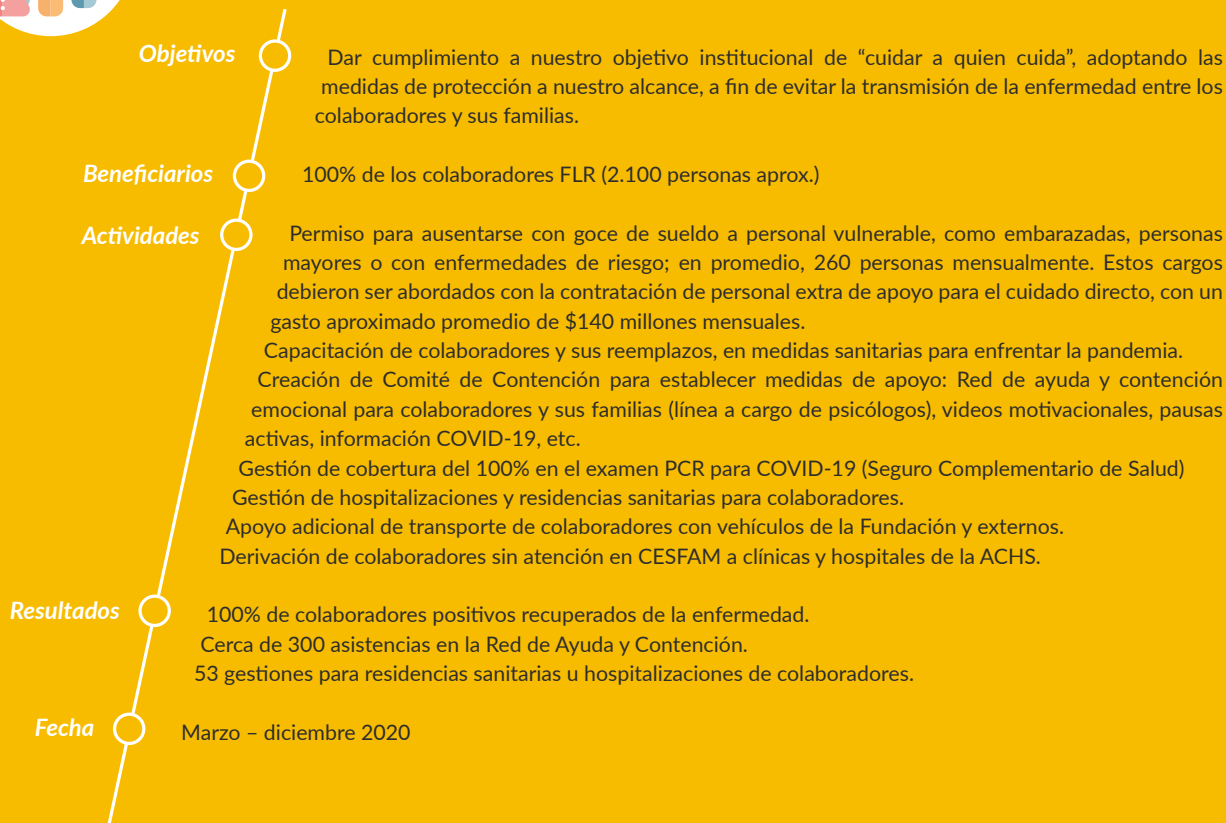 Objetivos
Dar cumplimiento a nuestro objetivo institucional de “cuidar a quien cuida”, adoptando las
medidas de protección a nuestro alcance, a fin de evitar la transmisión de la enfermedad entre los
colaboradores y sus familias.
Beneficiarios
100% de los colaboradores FLR (2.100 personas aprox.)
Actividades
Permiso para ausentarse con goce de sueldo a personal vulnerable, como embarazadas, personas
mayores o con enfermedades de riesgo; en promedio, 260 personas mensualmente. Estos cargos
debieron ser abordados con la contratación de personal extra de apoyo para el cuidado directo, con un
gasto aproximado promedio de $140 millones mensuales.
Capacitación de colaboradores y sus reemplazos, en medidas sanitarias para enfrentar la pandemia.
Creación de Comité de Contención para establecer medidas de apoyo: Red de ayuda y contención
emocional para colaboradores y sus familias (línea a cargo de psicólogos), videos motivacionales, pausas
activas, información COVID-19, etc.
Gestión de cobertura del 100% en el examen PCR para COVID-19 (Seguro Complementario de Salud)
Gestión de hospitalizaciones y residencias sanitarias para colaboradores.
Apoyo adicional de transporte de colaboradores con vehículos de la Fundación y externos.
Derivación de colaboradores sin atención en CESFAM a clínicas y hospitales de la ACHS.
Resultados
100% de colaboradores positivos recuperados de la enfermedad.
Cerca de 300 asistencias en la Red de Ayuda y Contención.
53 gestiones para residencias sanitarias u hospitalizaciones de colaboradores.
Fecha
Marzo – diciembre 2020